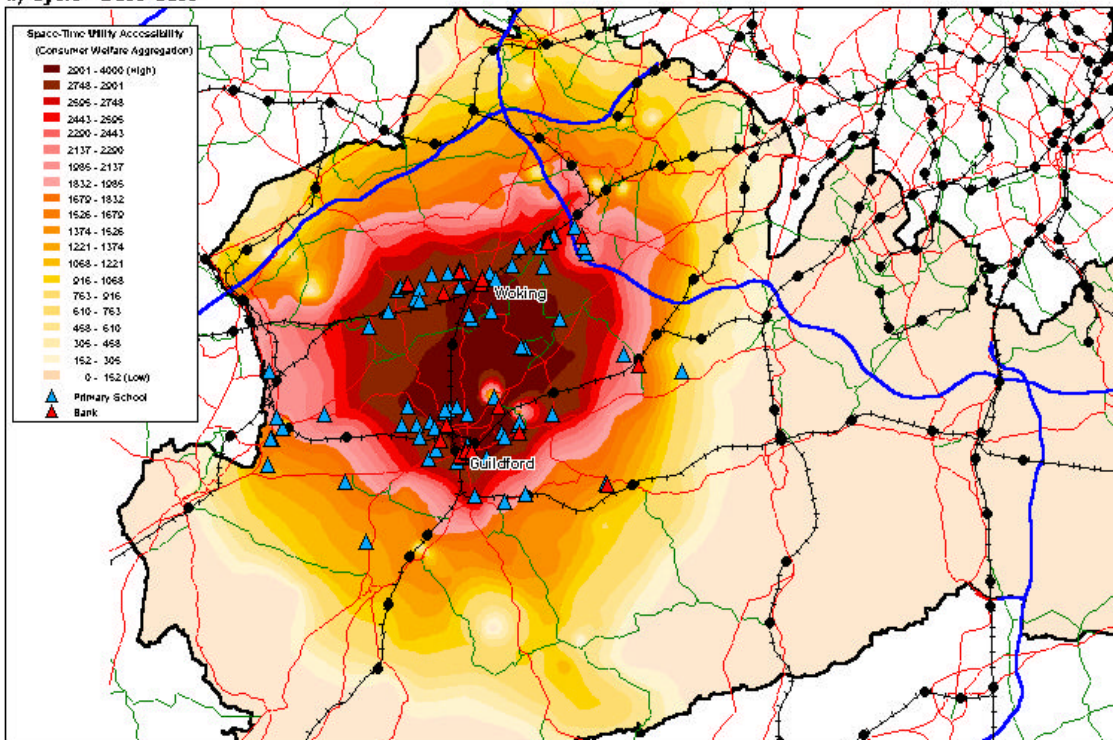 Space-Time Utility Accessibility
(Consumer Welfare Aggregation)
2901 - 4000 (High)
2748 - 2901
2595 - 2748
2443 - 2595
2290 - 2443
2137 - 2290
1985 - 2137
1832 - 1985
1679 - 1832
1526 - 1679
1374 - 1526
1221 - 1374
1068 - 1221
916 - 1068
763 - 916
610 - 763
458 - 610
305 - 458
152 - 305
0 - 152 (Low)
Primary School
Bank
Woking
Guildford